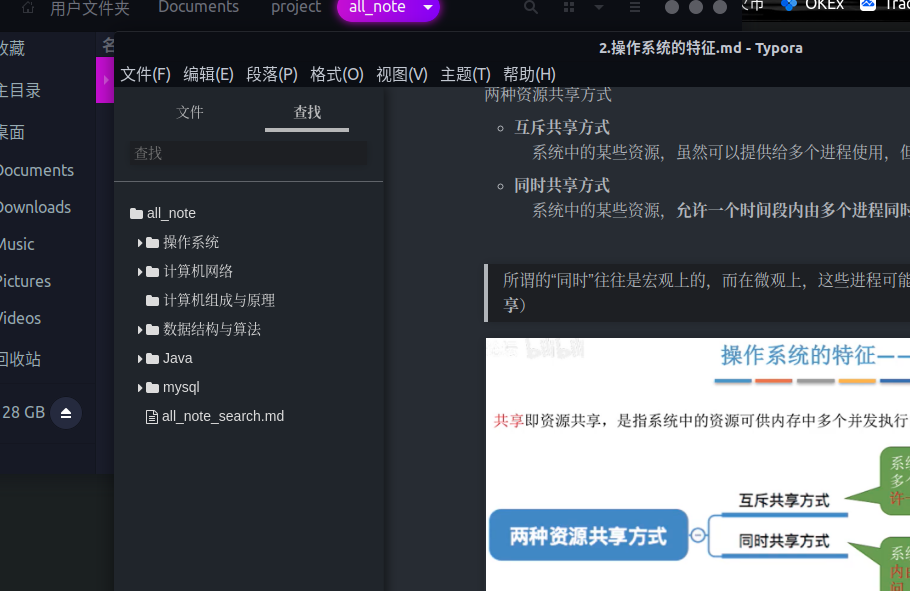 用户文件夹 Documents project all_note
OKEx
收藏
名
主目录
桌面
Documents
Downloads
Music
Pictures
Videos
回收站
28 GB
2.操作系统的特征.md - Typora
文件(F) 编辑(E) 段落(P) 格式(O) 视图(V) 主题(T) 帮助(H)
文件 查找
查找
all_note
操作系统
计算机网络
计算机组成与原理
数据结构与算法
Java
mysql
all_note_search.md
两种资源共享方式
互斥共享方式
系统中的某些资源，虽然可以提供给多个进程使用，但
同时共享方式
系统中的某些资源，允许一个时间段内由多个进程同时
所谓的“同时”往往是宏观上的，而在微观上，这些进程可能
享）
操作系统的特征——
共享即资源共享，是指系统中的资源可供内存中多个并发执行
系统
多个
许一
互斥共享方式
两种资源共享方式
同时共享方式
系统
内由
间